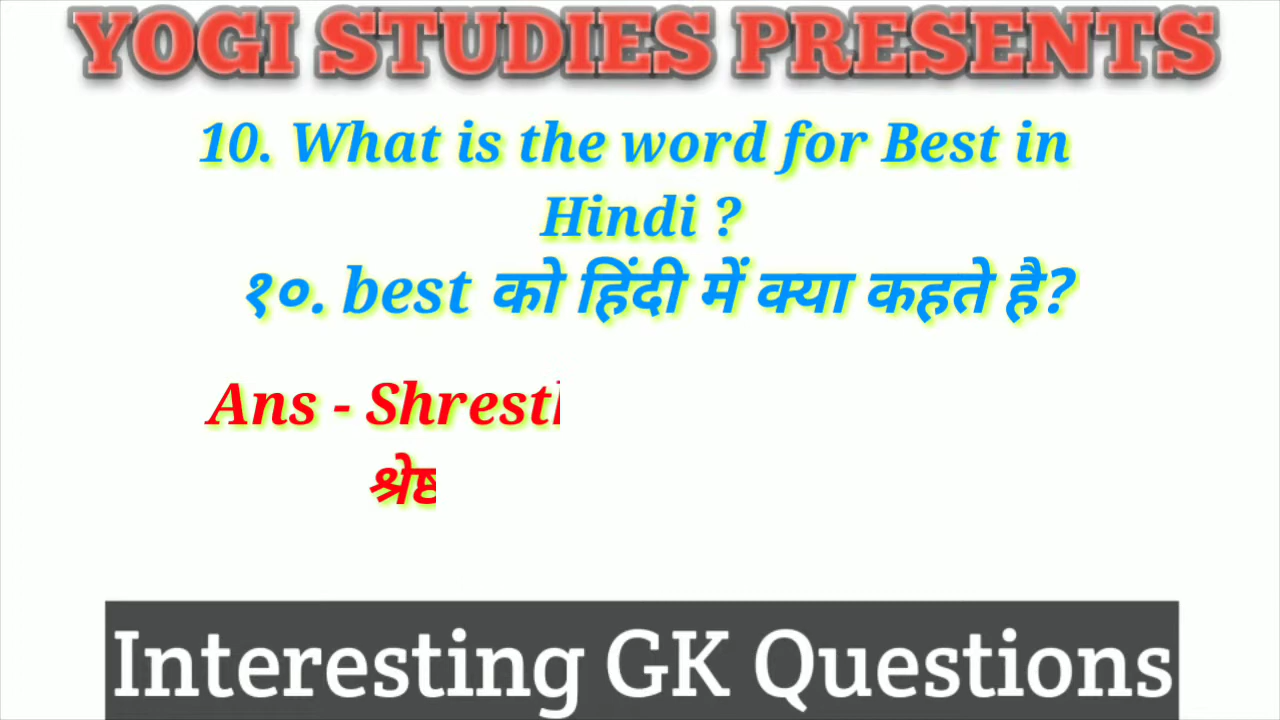 YOGI STUDIES PRESENTS
10. What is the word for Best in
Hindi ?
१०. best को हिंदी में क्या कहते है?
Ans -
Interesting GK Questions